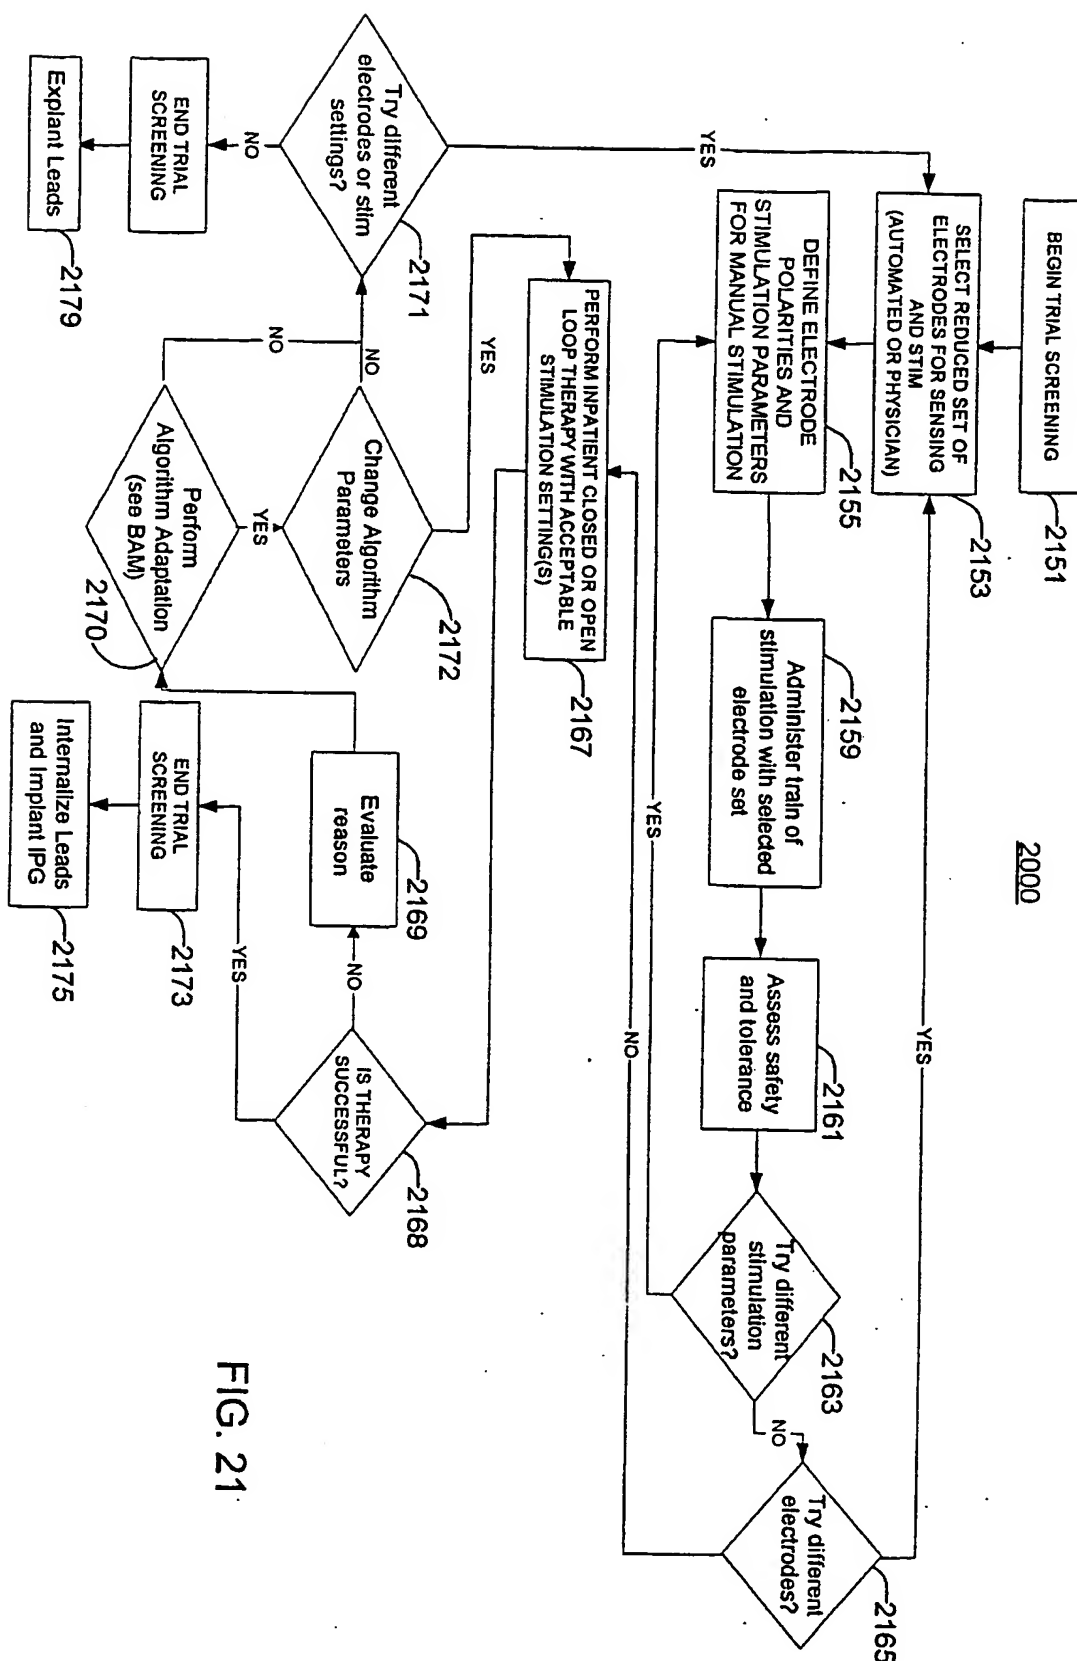 2000
BEGIN TRIAL SCREENING
2151
SELECT REDUCED SET OF
ELECTRODES FOR SENSING
AND STIM
(AUTOMATED OR PHYSICIAN)
2153
DEFINE ELECTRODE
POLARITIES AND
STIMULATION PARAMETERS
FOR MANUAL STIMULATION
2155
Administer train of
stimulation with selected
electrode set
2159
Assess safety
and tolerance
2161
Try different
stimulation
parameters?
2163
YES
NO
Try different
electrodes?
2165
YES
NO
PERFORM INPATIENT CLOSED OR OPEN
LOOP THERAPY WITH ACCEPTABLE
STIMULATION SETTING(S)
2167
IS THERAPY
SUCCESSFUL?
2168
NO
YES
Evaluate
reason
2169
END TRIAL
SCREENING
2173
Internalize Leads
and Implant IPG
2175
Perform
Algorithm Adaptation
(see BAM)
2170
YES
NO
Change Algorithm
Parameters
2172
YES
NO
Try different
electrodes or stim
settings?
2171
YES
NO
END TRIAL
SCREENING
Explant Leads
2179
FIG. 21